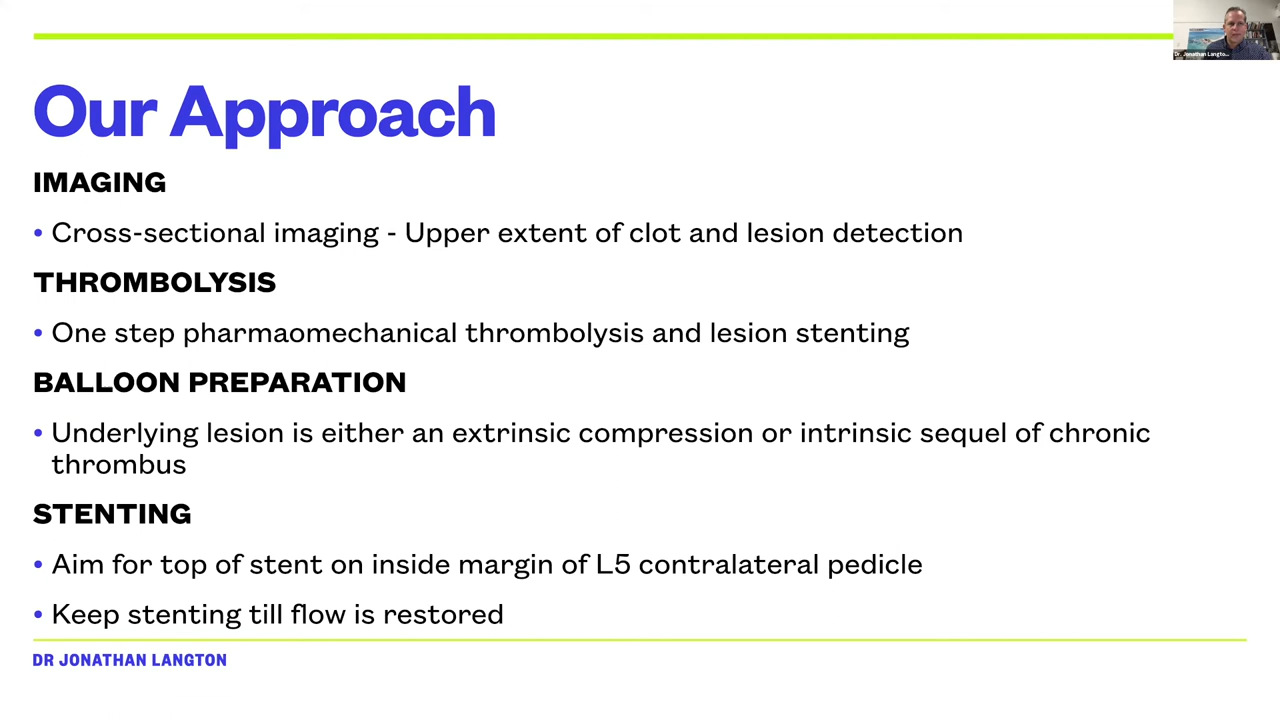 Dr. Jonathan Langto...
Our Approach
IMAGING
• Cross-sectional imaging - Upper extent of clot and lesion detection
THROMBOLYSIS
• One step pharmaomechanical thrombolysis and lesion stenting
BALLOON PREPARATION
• Underlying lesion is either an extrinsic compression or intrinsic sequel of chronic
thrombus
STENTING
• Aim for top of stent on inside margin of L5 contralateral pedicle
• Keep stenting till flow is restored
DR JONATHAN LANGTON